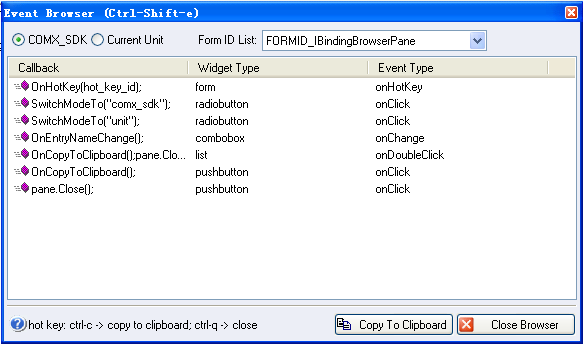 Event Browser (Ctrl-Shift-e)
COMX_SDK Current Unit Form ID List: FORMID_IBindingBrowserPane
Callback Widget Type Event Type
OnHotKey(hot_key_id); form onHotKey
SwitchModeTo("comx_sdk"); radiobutton onClick
SwitchModeTo("unit"); radiobutton onClick
OnEntryNameChange(); combobox onChange
OnCopyToClipboard();pane.Clo... list onDoubleClick
OnCopyToClipboard(); pushbutton onClick
pane.Close(); pushbutton onClick
hot key: ctrl-c -> copy to clipboard; ctrl-q -> close Copy To Clipboard Close Browser